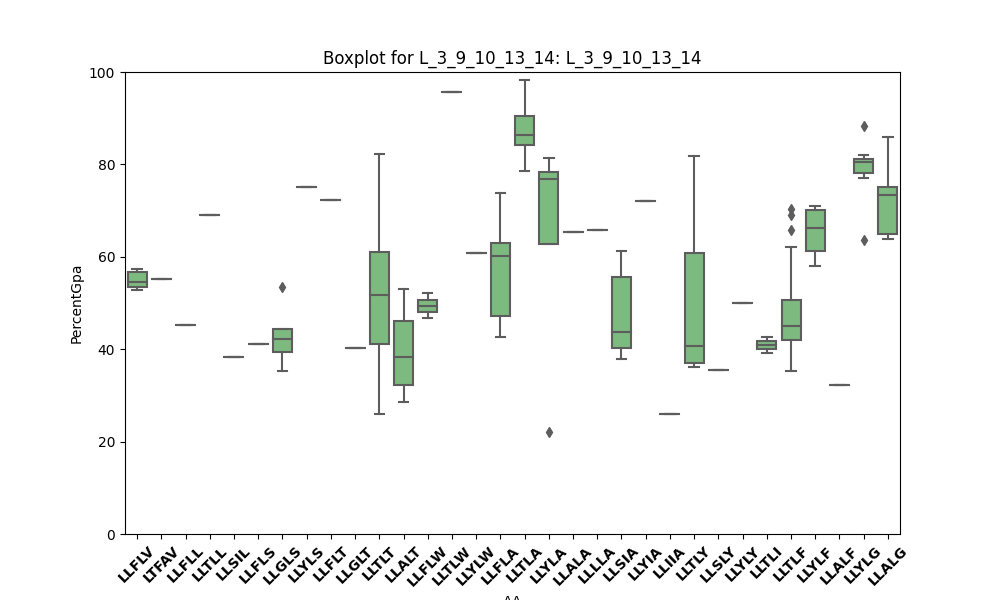 Boxplot for L_3_9_10_13_14: L_3_9_10_13_14
100
80
60
40
20
0
PercentGpa
LLFLV LTFAV LLFLL LLTLL LLSIL LLFLS LLGLS LLYLS LLFLT LLGLT LLTLT LLALT LLFLW LLTLW LLYLW LLFLA LLTLA LLYLA LLALA LLLLA LLSIA LLYIA LLIIA LLTLY LLSLY LLYLY LLTLI LLTLF LLYLF LLALF LLYLG LLALG
AA